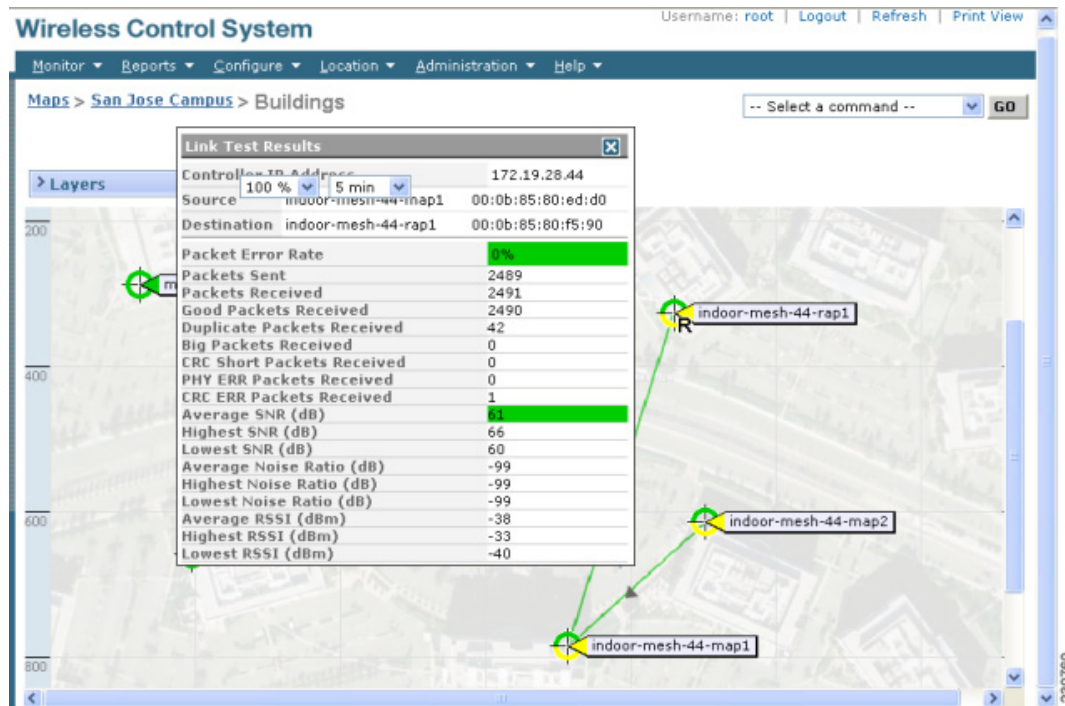 Username: root | Logout | Refresh | Print View
Wireless Control System
Monitor Reports Configure Location Administration Help
Maps > San Jose Campus > Buildings
-- Select a command -- GO
Link Test Results
Controller IP Address 172.19.28.44
> Layers
100 % 5 min
Source indoor-mesh-44-map1 00:0b:85:80:ed:d0
Destination indoor-mesh-44-rap1 00:0b:85:80:f5:90
200
Packet Error Rate 0%
Packets Sent 2489
m
Packets Received 2491
Good Packets Received 2490
indoor-mesh-44-rap1
R
Duplicate Packets Received 42
Big Packets Received 0
CRC Short Packets Received 0
400
PHY ERR Packets Received 0
CRC ERR Packets Received 1
Average SNR (dB) 61
Highest SNR (dB) 66
Lowest SNR (dB) 60
Average Noise Ratio (dB) -99
Highest Noise Ratio (dB) -99
Lowest Noise Ratio (dB) -99
600
Average RSSI (dBm) -38
indoor-mesh-44-map2
Highest RSSI (dBm) -33
Lowest RSSI (dBm) -40
indoor-mesh-44-map1
800